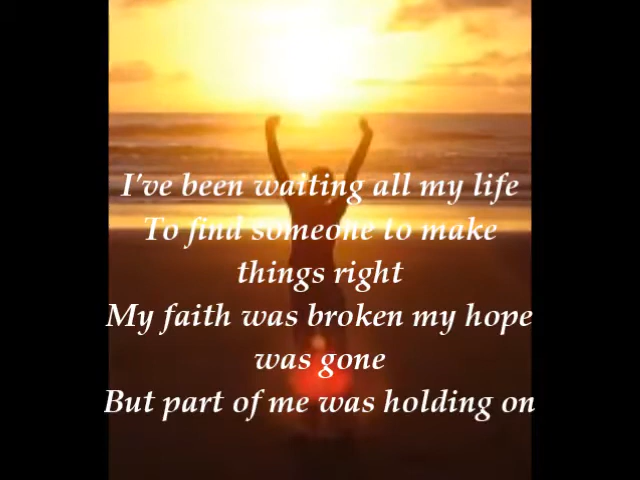 I've been waiting all my life
To find someone to make
things right
My faith was broken my hope
was gone
But part of me was holding on